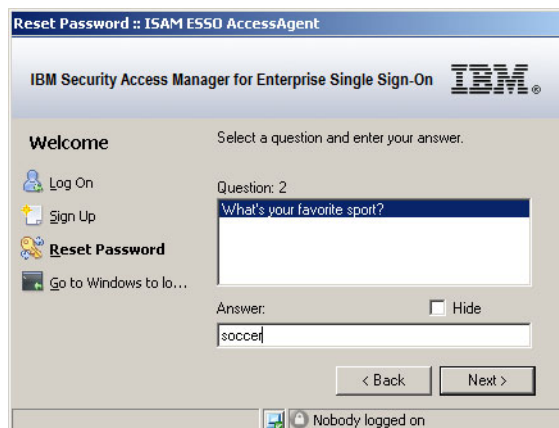 Reset Password :: ISAM ESSO AccessAgent
IBM Security Access Manager for Enterprise Single Sign-On
IBM®
Welcome
Log On
Sign Up
Reset Password
Go to Windows to lo...
Select a question and enter your answer.
Question: 2
What's your favorite sport?
Answer:
Hide
soccer
< Back
Next >
Nobody logged on